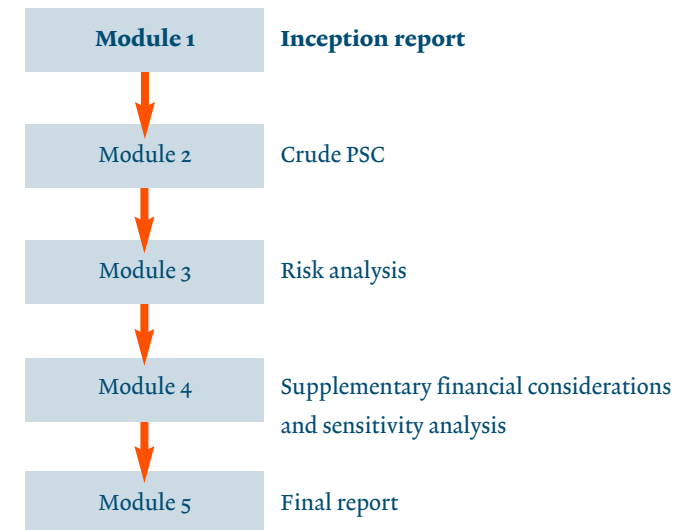 Module 1 Inception report
Module 2 Crude PSC
Module 3 Risk analysis
Module 4 Supplementary financial considerations
and sensitivity analysis
Module 5 Final report